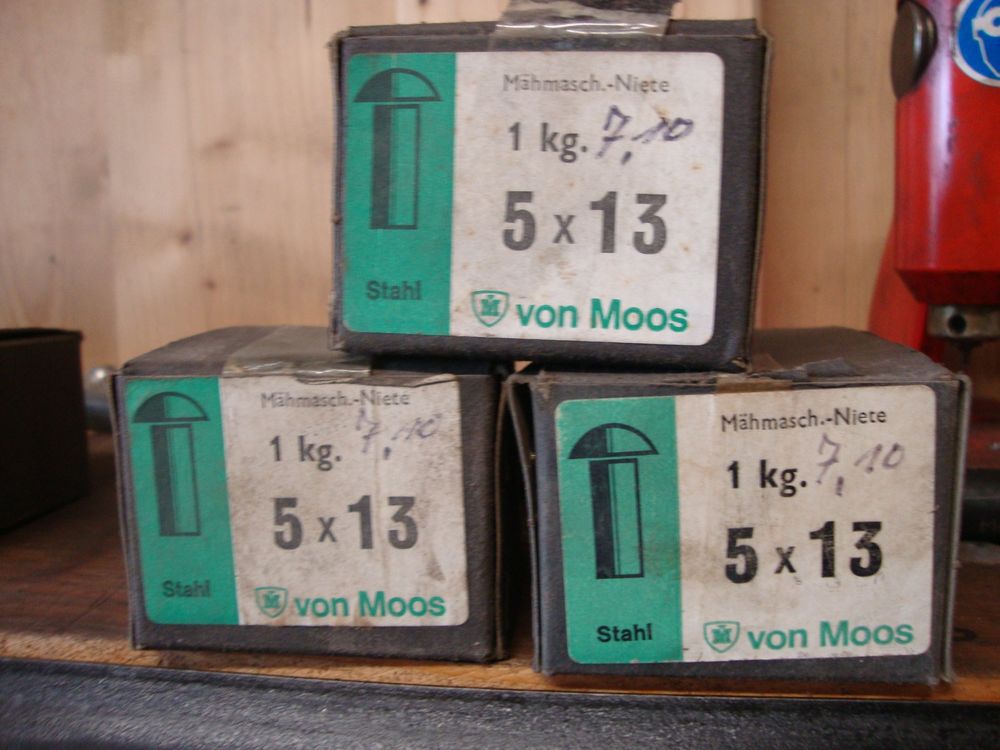 Mähmasch.-Niete
1 kg. 7,10
5 x 13
Stahl
von Moos
Mähmasch.-Niete
1 kg. 7,10
5 x 13
Stahl
von Moos
Mähmasch.-Niete
1 kg. 7,10
5 x 13
Stahl
von Moos